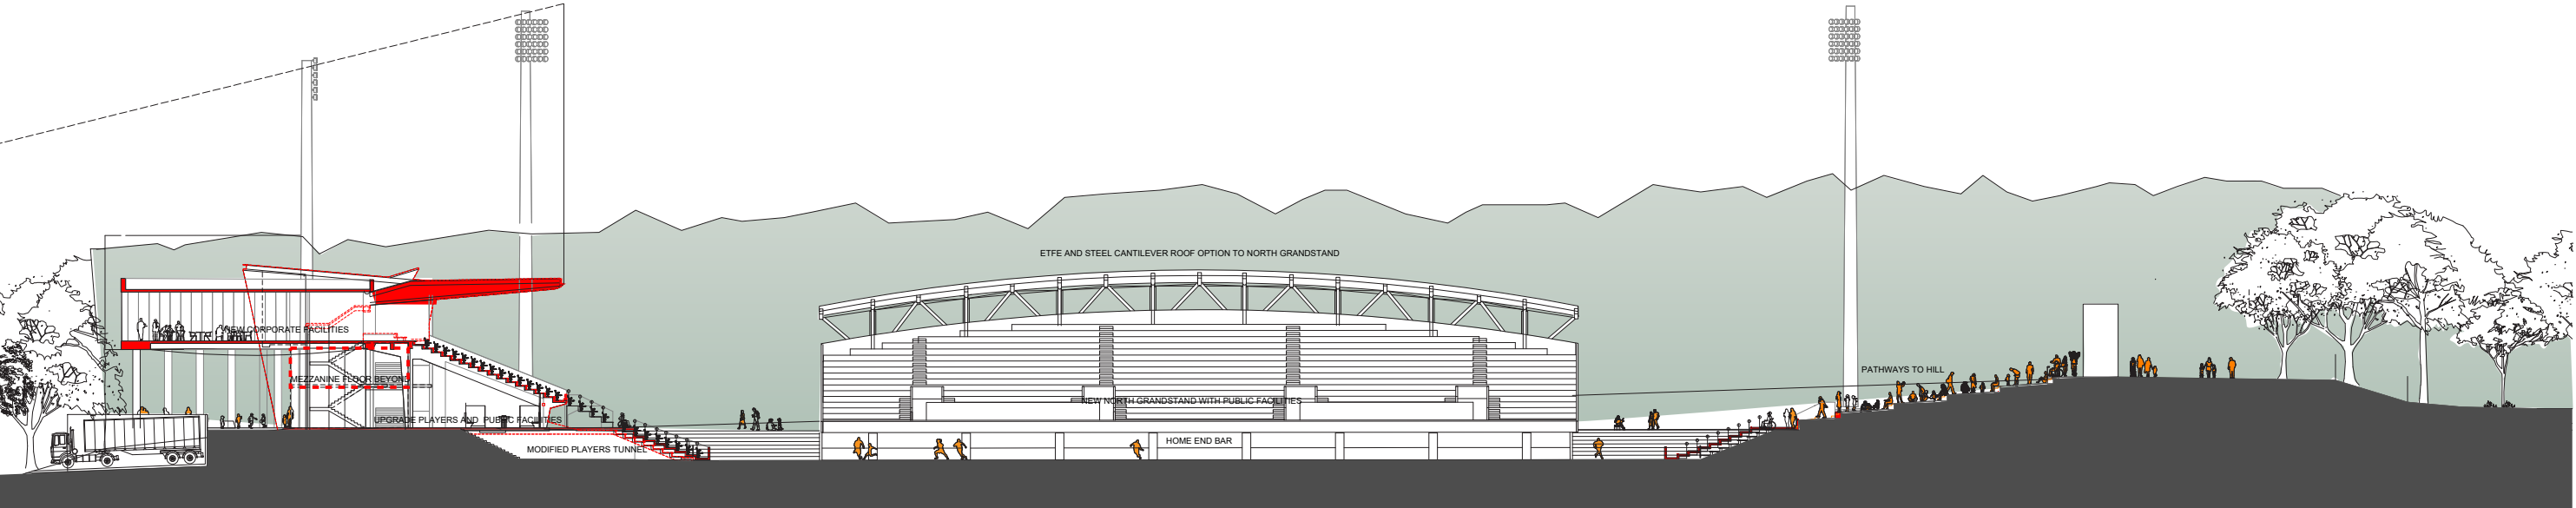 ETFE AND STEEL CANTILEVER ROOF OPTION TO NORTH GRANDSTAND
NEW CORPORATE FACILITIES
PATHWAYS TO HILL
MEZZANINE FLOOR BEYOND
NEW NORTH GRANDSTAND WITH PUBLIC FACILITIES
UPGRADE PLAYERS AND PUBLIC FACILITIES
HOME END BAR
MODIFIED PLAYERS TUNNEL